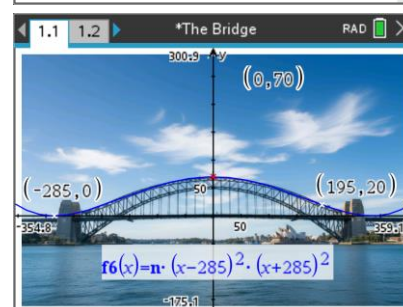 1.1 1.2 *The Bridge RAD
300.9 y
(0,70)
50
(-285,0) (195,20)
-354.8 50 359.1
f6(x)=n·(x-285)²·(x+285)²
-175.1